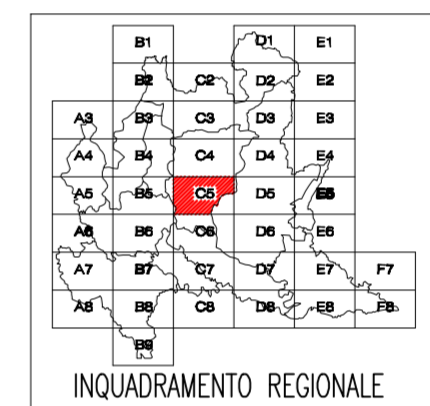 B1 D1 E1
B2 C2 D2 E2
A3 B3 C3 D3 E3
A4 B4 C4 D4 E4
A5 B5 C5 D5 E5
A6 B6 C6 D6 E6
A7 B7 C7 D7 E7 F7
A8 B8 C8 D8 E8 F8
B9
INQUADRAMENTO REGIONALE